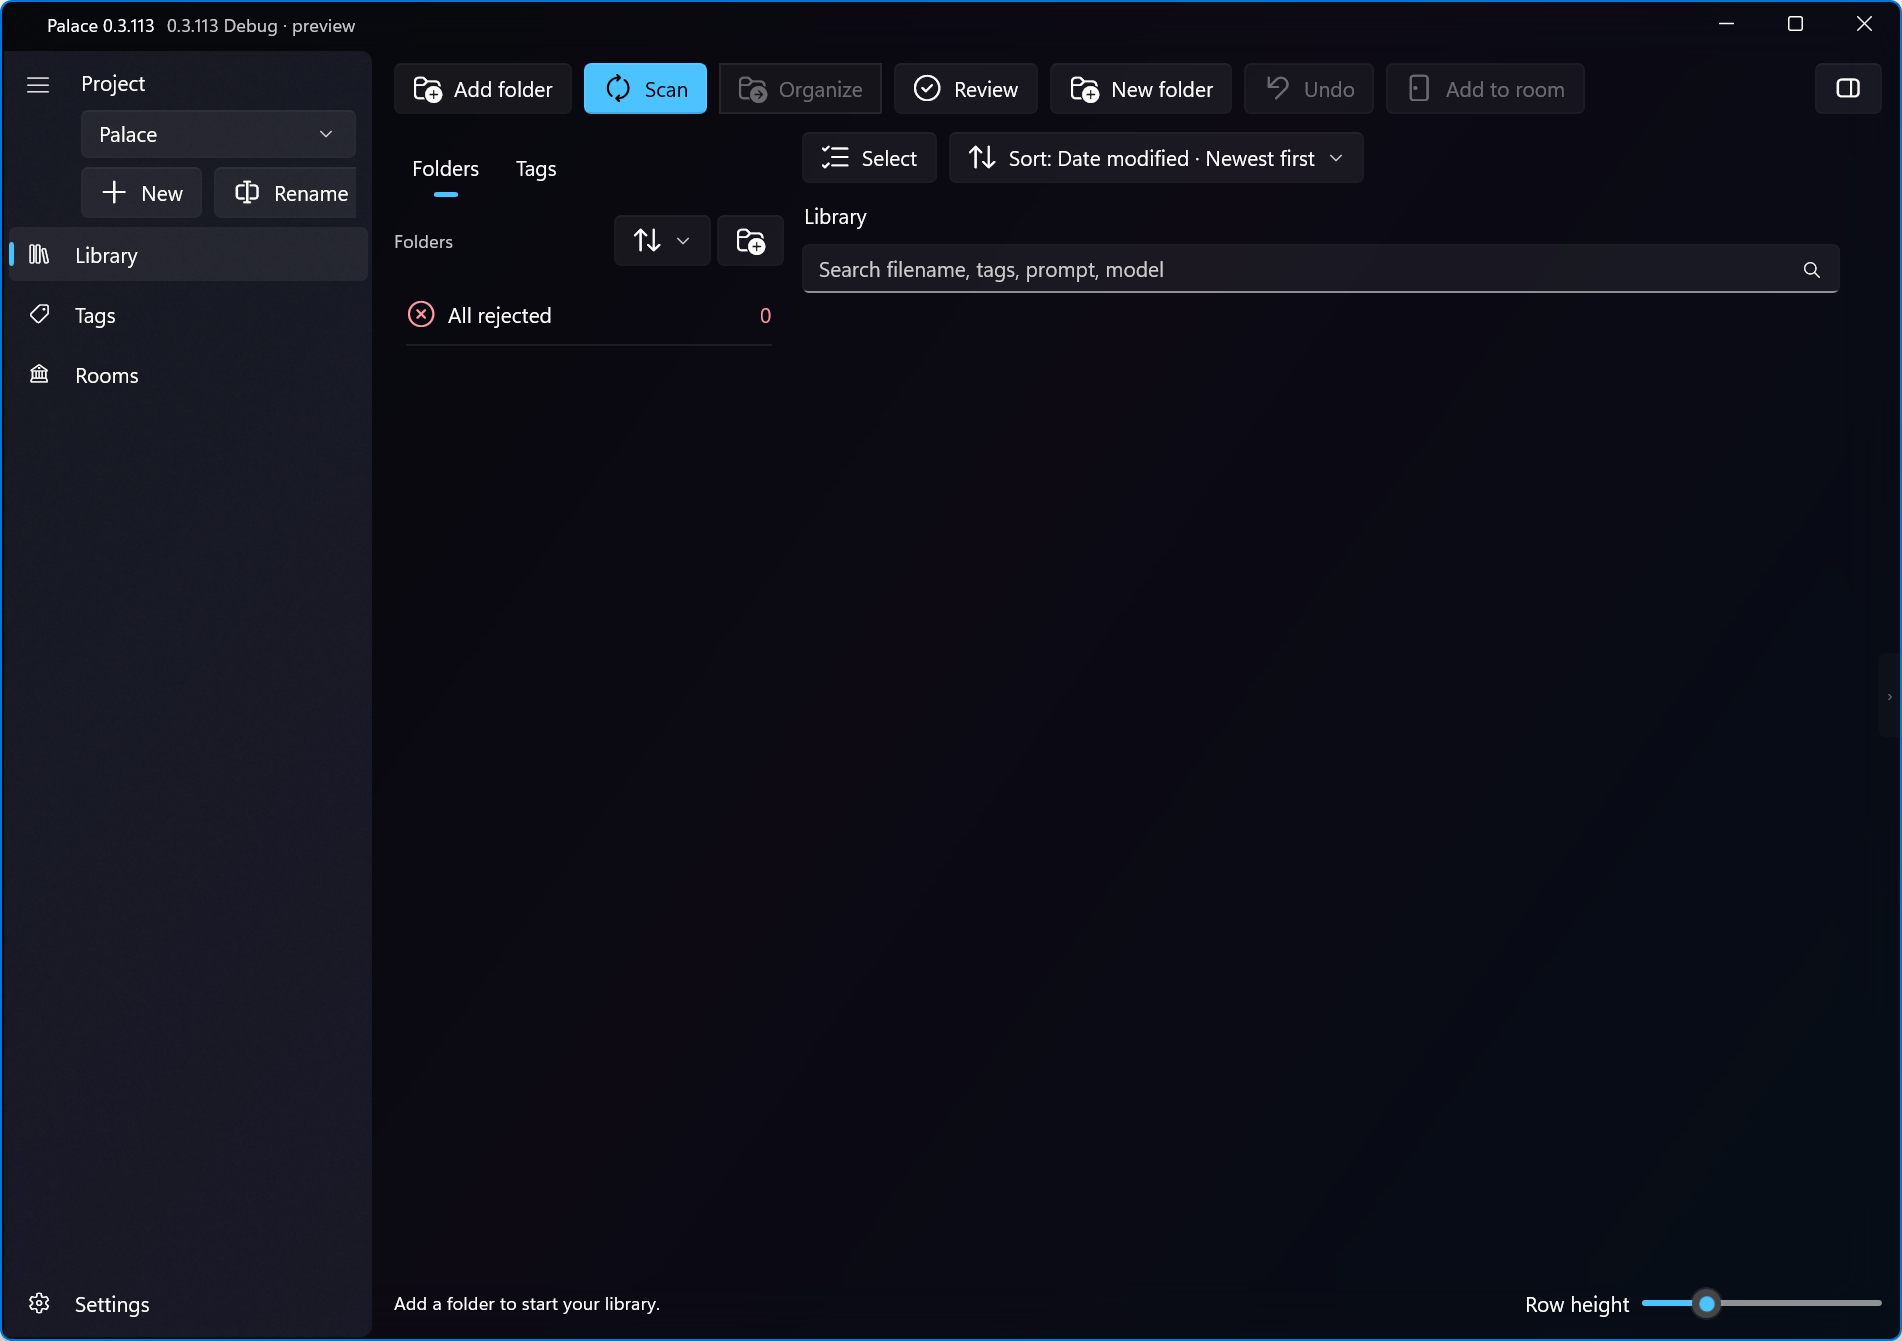 Palace 0.3.113 0.3.113 Debug · preview
Project
Palace
New Rename
Library
Tags
Rooms
Settings
Add folder Scan Organize Review New folder Undo Add to room
Folders Tags
Folders
All rejected 0
Select Sort: Date modified · Newest first
Library
Search filename, tags, prompt, model
Add a folder to start your library.
Row height